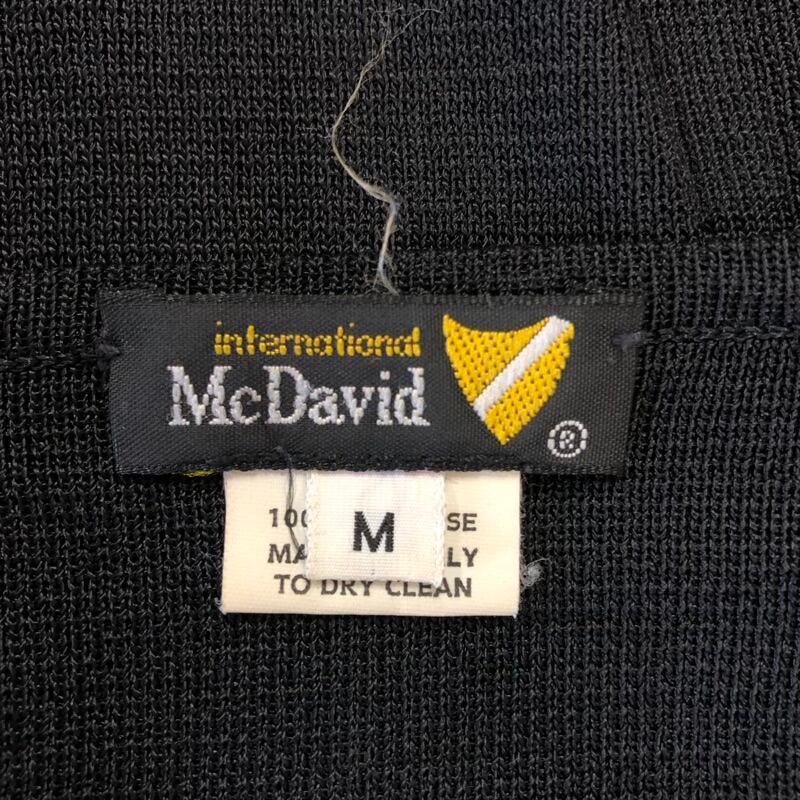 international
McDavid
®
M
100
SE
MA
LY
TO DRY CLEAN